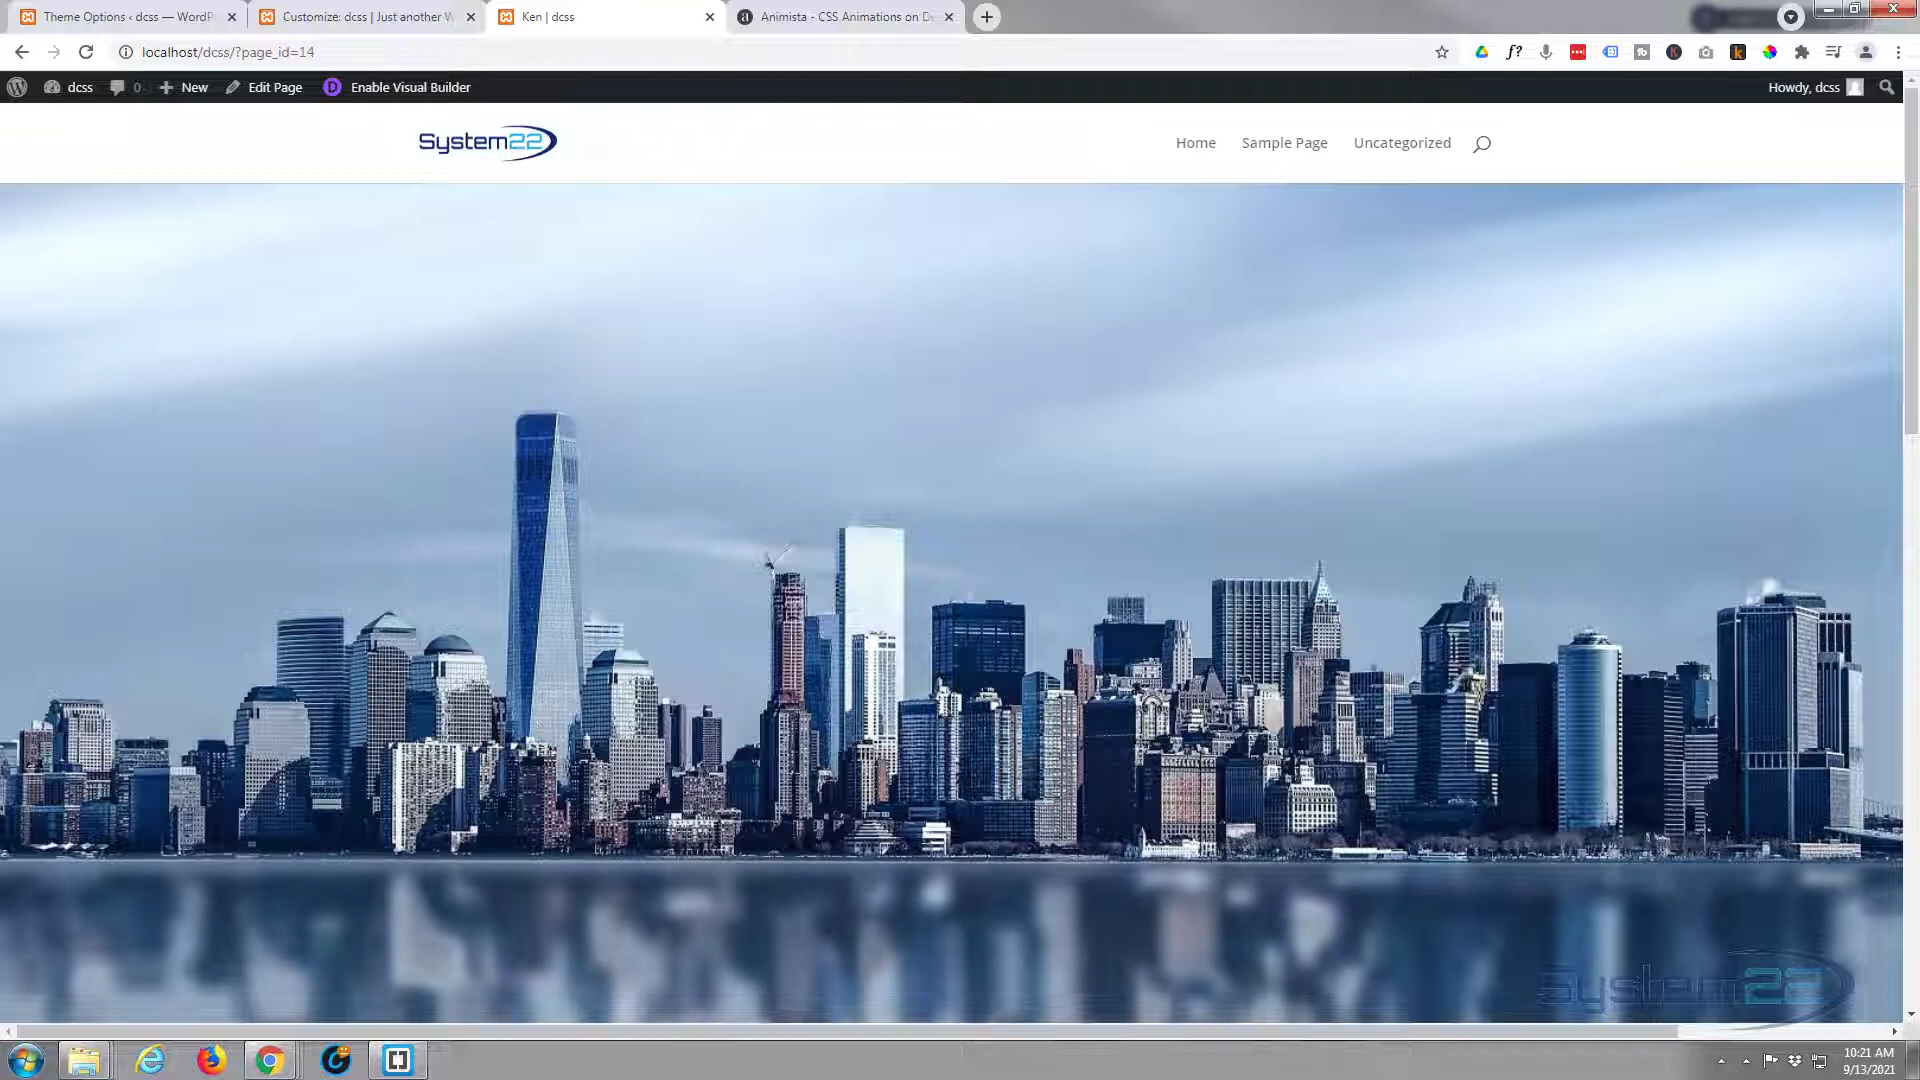 Theme Options ‹ dcss — WordP
Customize: dcss | Just another W
Ken | dcss
Animista - CSS Animations on De
localhost/dcss/?page_id=14
dcss
0
New
Edit Page
Enable Visual Builder
Howdy, dcss
System22
Home
Sample Page
Uncategorized
System22
10:21 AM
9/13/2021